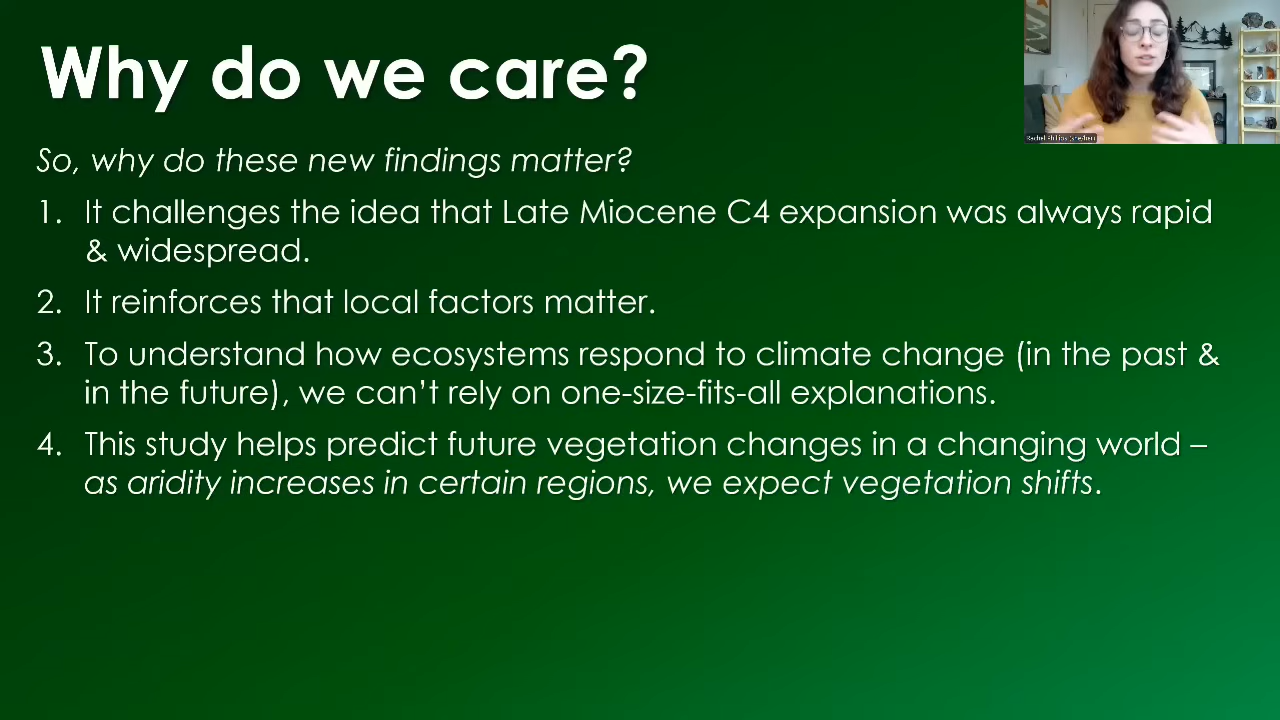 Why do we care?
So, why do these new findings matter?
1. It challenges the idea that Late Miocene C4 expansion was always rapid
& widespread.
2. It reinforces that local factors matter.
3. To understand how ecosystems respond to climate change (in the past &
in the future), we can’t rely on one-size-fits-all explanations.
4. This study helps predict future vegetation changes in a changing world –
as aridity increases in certain regions, we expect vegetation shifts.
Rachel Phillips (she/her)